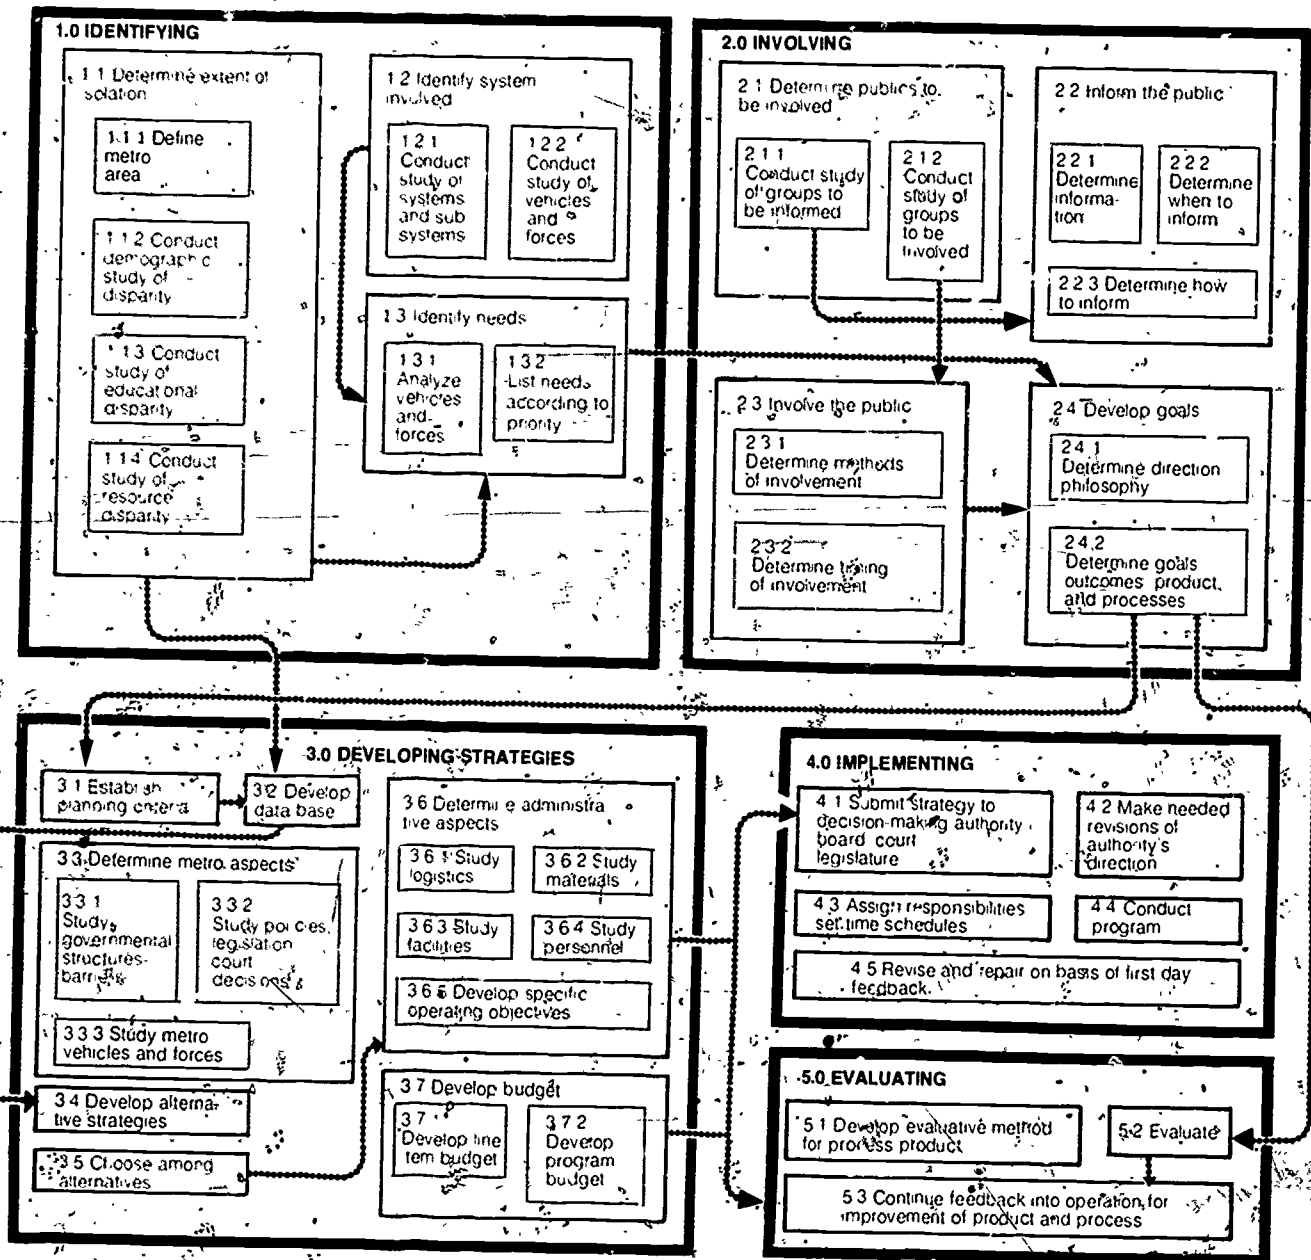 1.0 IDENTIFYING
1 1 Determine extent of
isolation
1.1 1 Define
metro
area
1 1 2 Conduct
demographic
study of
disparity
1 1 3 Conduct
study of
educational
disparity
1 1 4 Conduct
study of
resource
disparity
1 2 Identify system
involved
1 2 1
Conduct
study of
systems
and sub
systems
1 2 2
Conduct
study of
vehicles
and
forces
1 3 Identify needs
1 3 1
Analyze
vehicles
and
forces
1 3 2
List needs
according to
priority
2.0 INVOLVING
2 1 Determine publics to
be involved
2 1 1
Conduct study
of groups to
be informed
2 1 2
Conduct
study of
groups
to be
involved
2 2 Inform the public
2 2 1
Determine
informa-
tion
2 2 2
Determine
when to
inform
2 2 3 Determine how
to inform
2 3 Involve the public
2 3 1
Determine methods
of involvement
2 3 2
Determine timing
of involvement
2 4 Develop goals
2 4 1
Determine direction
philosophy
2 4.2
Determine goals
outcomes product,
and processes
3.0 DEVELOPING STRATEGIES
3 1 Establish
planning criteria
3 2 Develop
data base
3 3 Determine metro aspects
3 3 1
Study
governmental
structures-
barriers
3 3 2
Study policies,
legislation
court
decisions
3 3 3 Study metro
vehicles and forces
3 4 Develop alterna-
tive strategies
3 5 Choose among
alternatives
3 6 Determine administra
tive aspects
3 6 1 Study
logistics
3 6 2 Study
materials
3 6 3 Study
facilities
3 6 4 Study
personnel
3 6 5 Develop specific
operating objectives
3 7 Develop budget
3 7
Develop line
item budget
3 7 2
Develop
program
budget
4.0 IMPLEMENTING
4 1 Submit strategy to
decision-making authority
board court
legislature
4 2 Make needed
revisions of
authority's
direction
4 3 Assign responsibilities
set time schedules
4 4 Conduct
program
4 5 Revise and repair on basis of first day
feedback.
5.0 EVALUATING
5 1 Develop evaluative method
for process product
5.2 Evaluate
5 3 Continue feedback into operation for
improvement of product and process